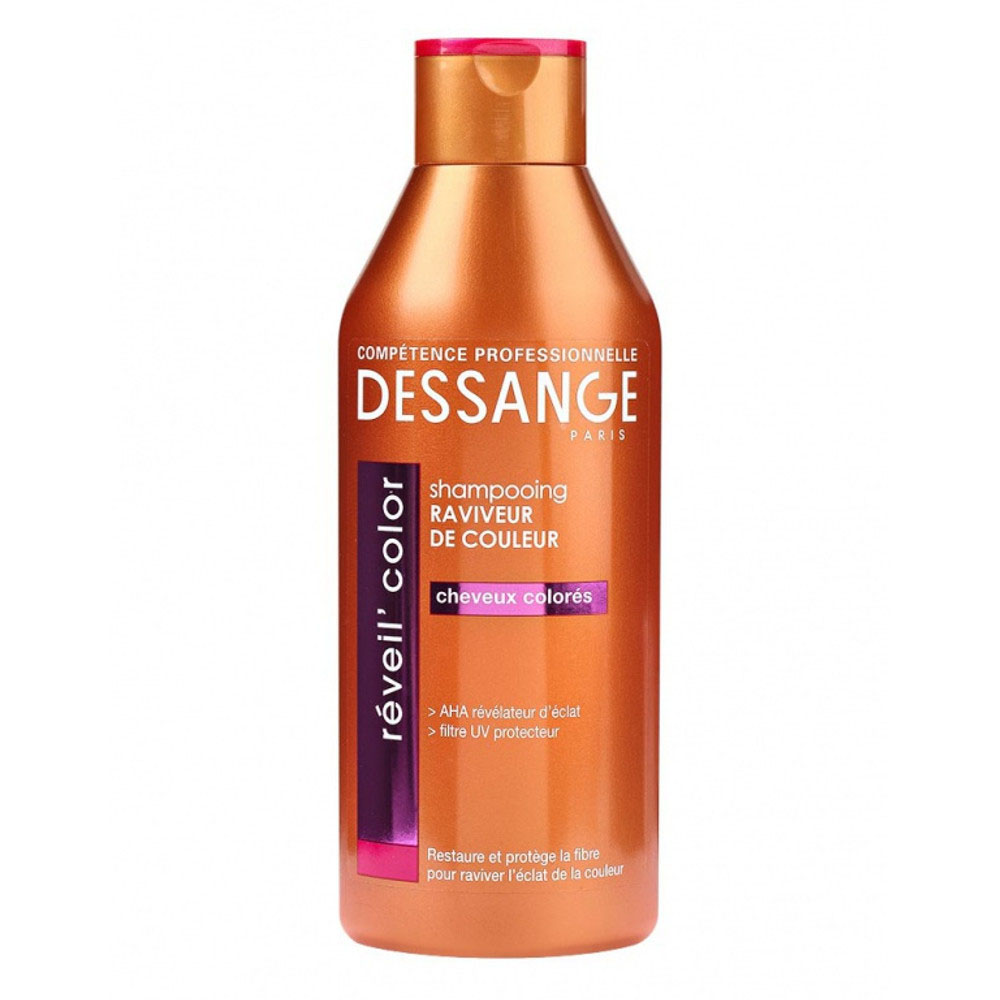 COMPÉTENCE PROFESSIONNELLE
DESSANGE
PARIS
réveil' color
shampooing
RAVIVEUR
DE COULEUR
cheveux colorés
> AHA révélateur d'éclat
> filtre UV protecteur
Restaure et protège la fibre
pour raviver l'éclat de la couleur